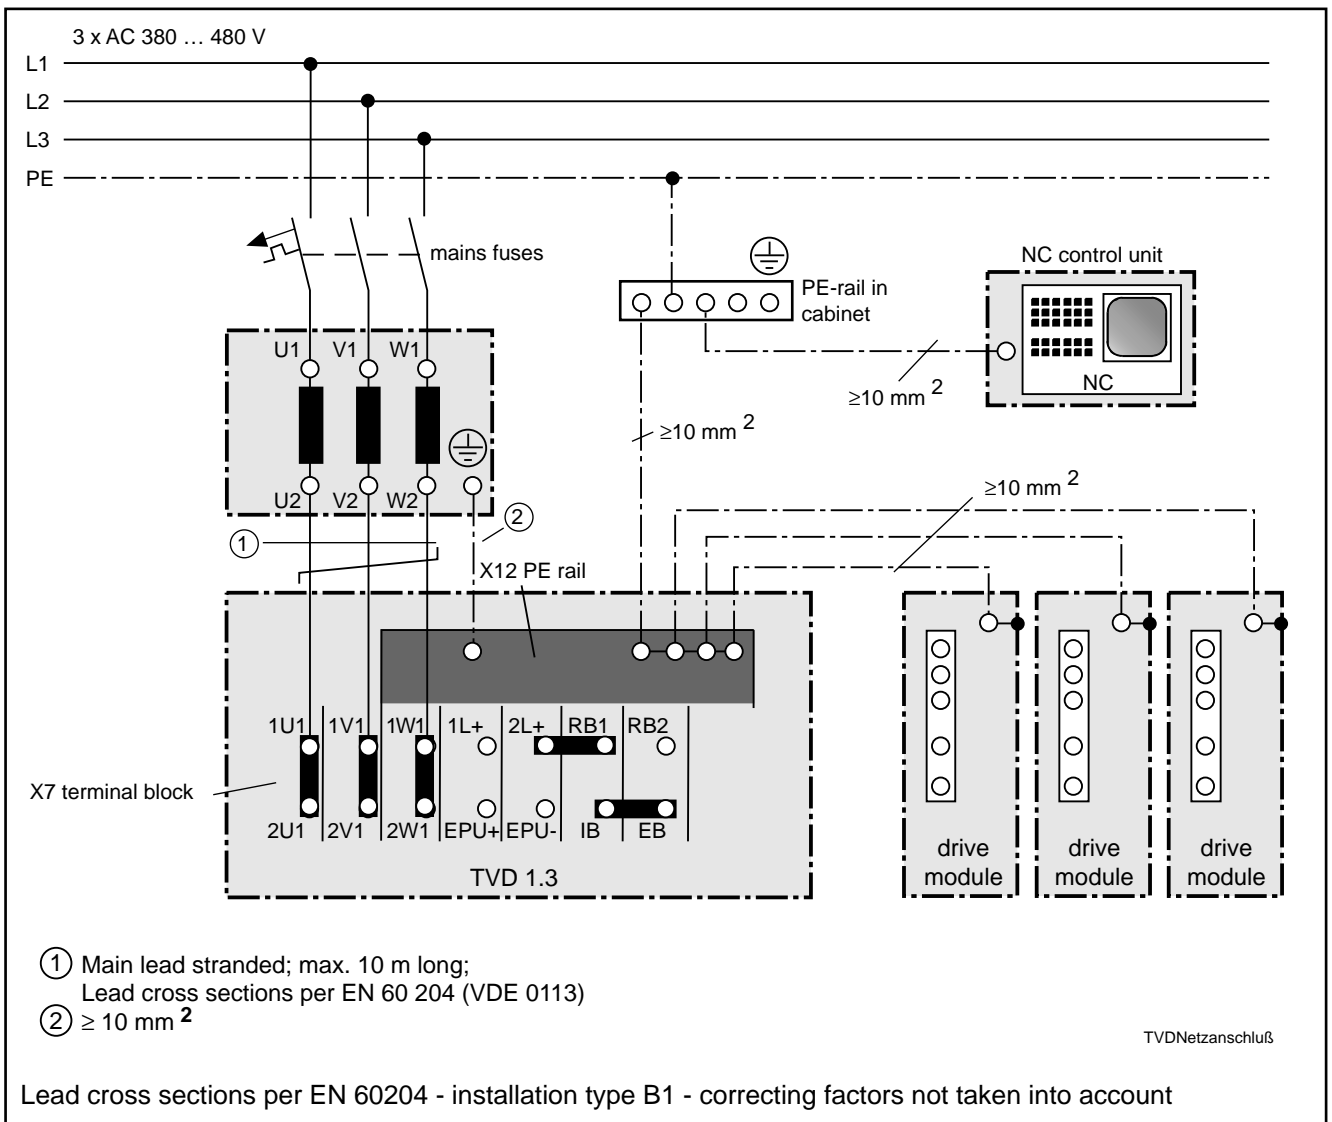 3 x AC 380 … 480 V
L1
L2
L3
PE
mains fuses
PE-rail in
cabinet
NC control unit
NC
≥10 mm 2
≥10 mm 2
≥10 mm 2
U1 V1 W1
U2 V2 W2
1
2
X12 PE rail
1U1 1V1 1W1 1L+ 2L+ RB1 RB2
X7 terminal block
2U1 2V1 2W1 EPU+ EPU- IB EB
TVD 1.3
drive
module
drive
module
drive
module
1 Main lead stranded; max. 10 m long;
Lead cross sections per EN 60 204 (VDE 0113)
2 ≥ 10 mm 2
TVDNetzanschluß
Lead cross sections per EN 60204 - installation type B1 - correcting factors not taken into account